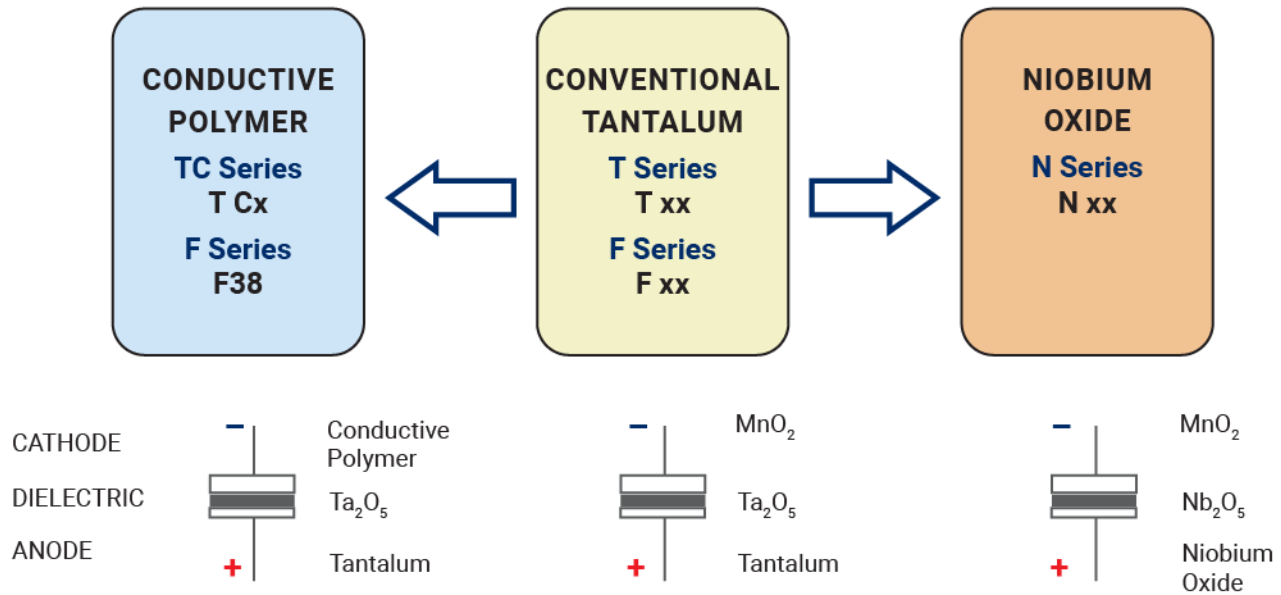 CONDUCTIVE
POLYMER
TC Series
T Cx
F Series
F38
CONVENTIONAL
TANTALUM
T Series
T xx
F Series
F xx
NIOBIUM
OXIDE
N Series
N xx
CATHODE
DIELECTRIC
ANODE
−
Conductive
Polymer
Ta₂O₅
+
Tantalum
−
MnO₂
Ta₂O₅
+
Tantalum
−
MnO₂
Nb₂O₅
+
Niobium
Oxide